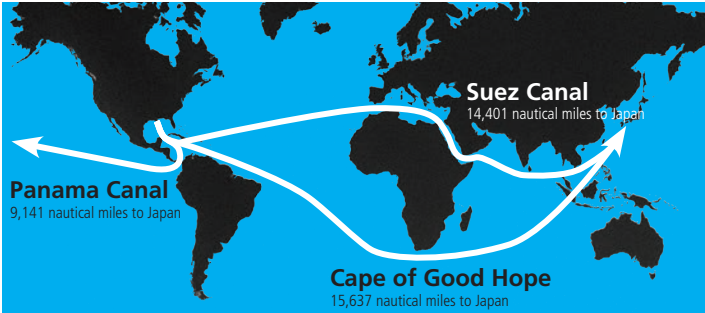 Suez Canal
14,401 nautical miles to Japan
Panama Canal
9,141 nautical miles to Japan
Cape of Good Hope
15,637 nautical miles to Japan